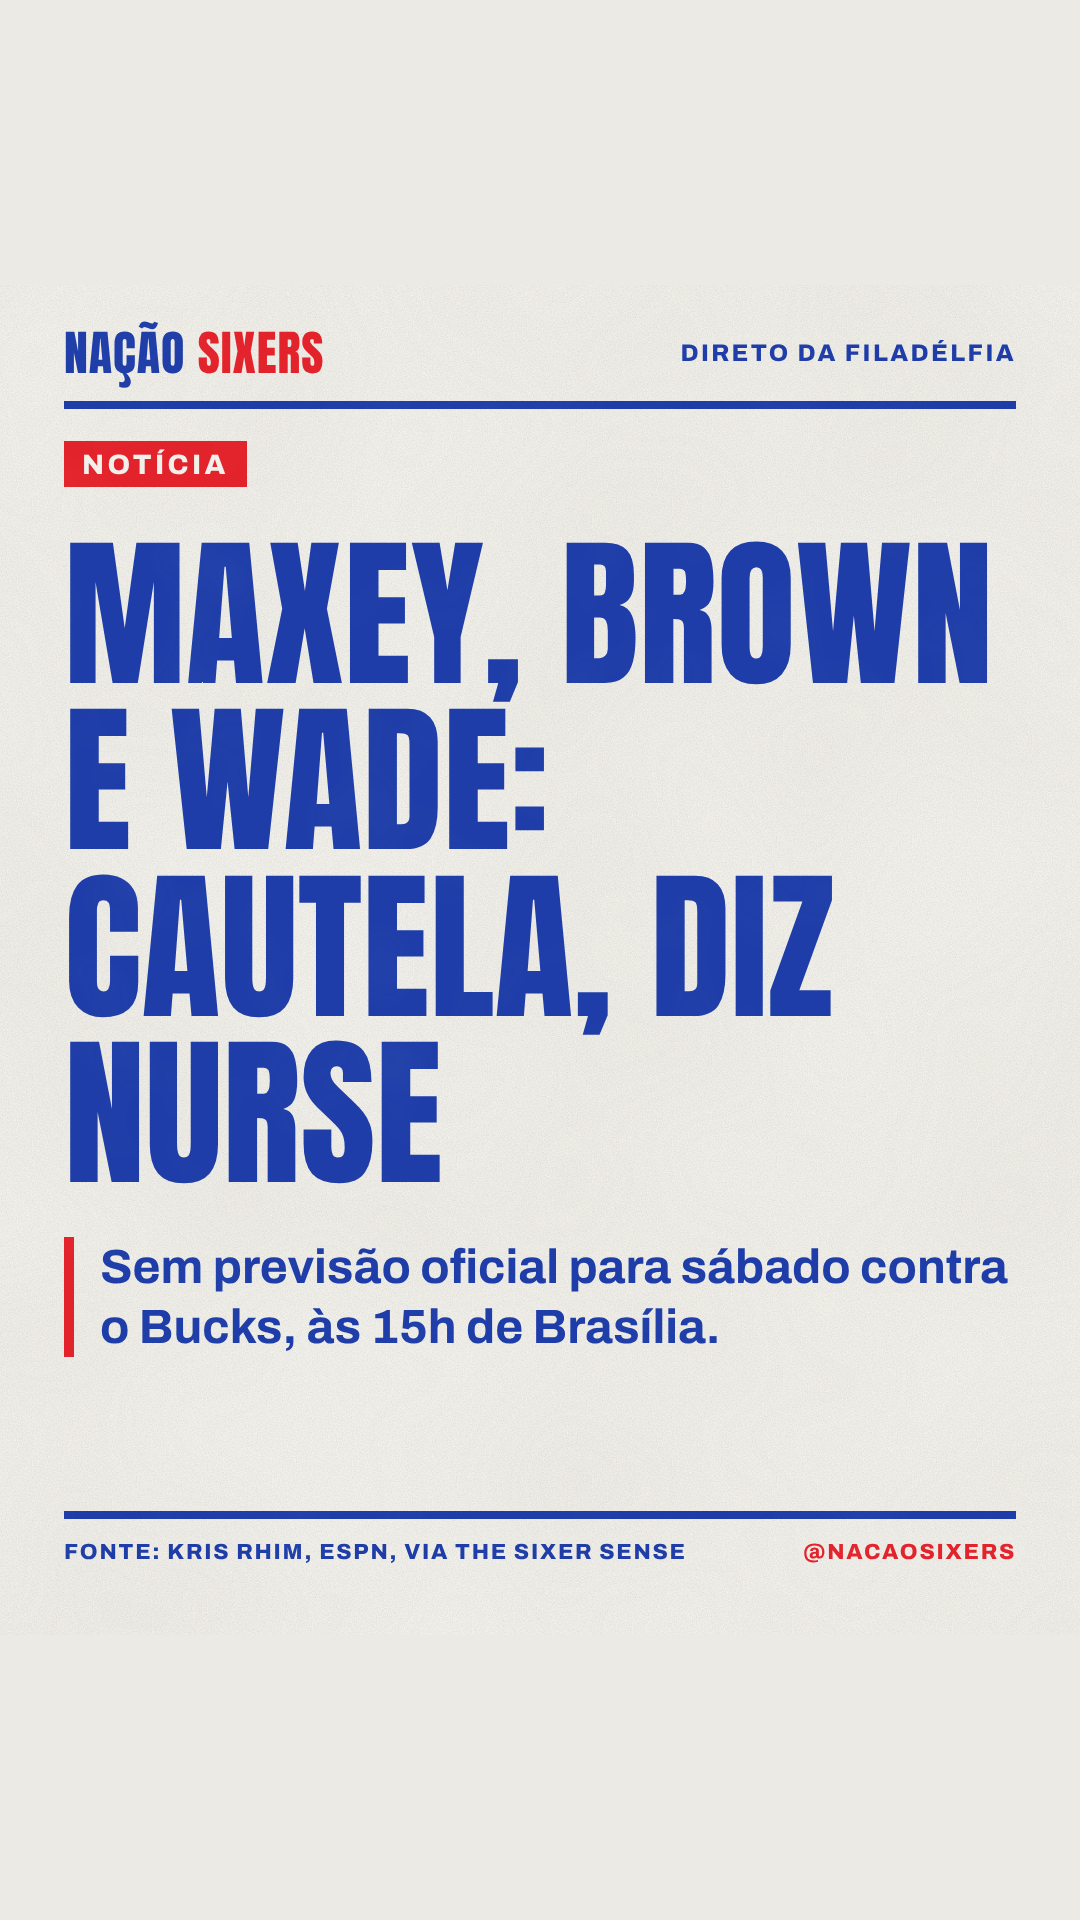 NAÇÃO SIXERS
DIRETO DA FILADÉLFIA
NOTÍCIA
MAXEY, BROWN
E WADE:
CAUTELA, DIZ
NURSE
Sem previsão oficial para sábado contra
o Bucks, às 15h de Brasília.
FONTE: KRIS RHIM, ESPN, VIA THE SIXER SENSE
@NACAOSIXERS